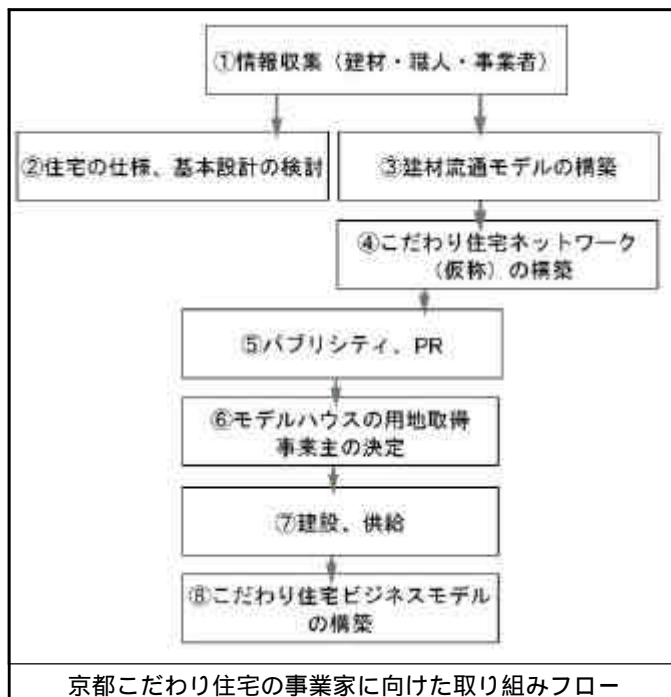 ①情報収集（建材・職人・事業者）
②住宅の仕様、基本設計の検討
③建材流通モデルの構築
④こだわり住宅ネットワーク
（仮称）の構築
⑤パブリシティ、PR
⑥モデルハウスの用地取得
事業主の決定
⑦建設、供給
⑧こだわり住宅ビジネスモデル
の構築
京都こだわり住宅の事業家に向けた取り組みフロー